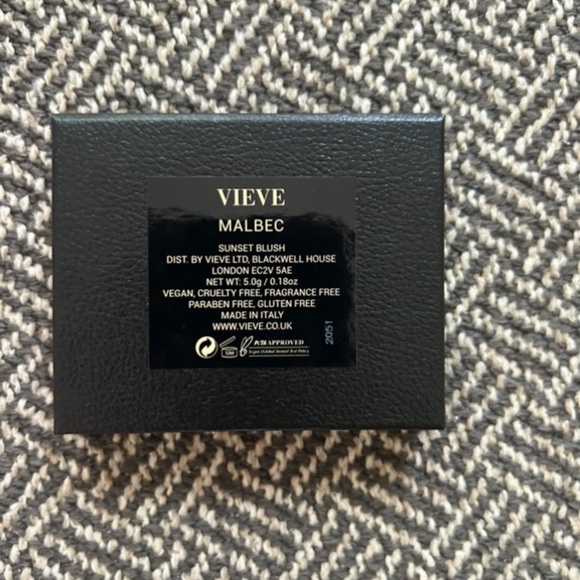 VIEVE
MALBEC
SUNSET BLUSH
DIST. BY VIEVE LTD, BLACKWELL HOUSE
LONDON EC2V 5AE
NET WT: 5.0g / 0.18oz
VEGAN, CRUELTY FREE, FRAGRANCE FREE
PARABEN FREE, GLUTEN FREE
MADE IN ITALY
WWW.VIEVE.CO.UK
2051
12M
PETA APPROVED